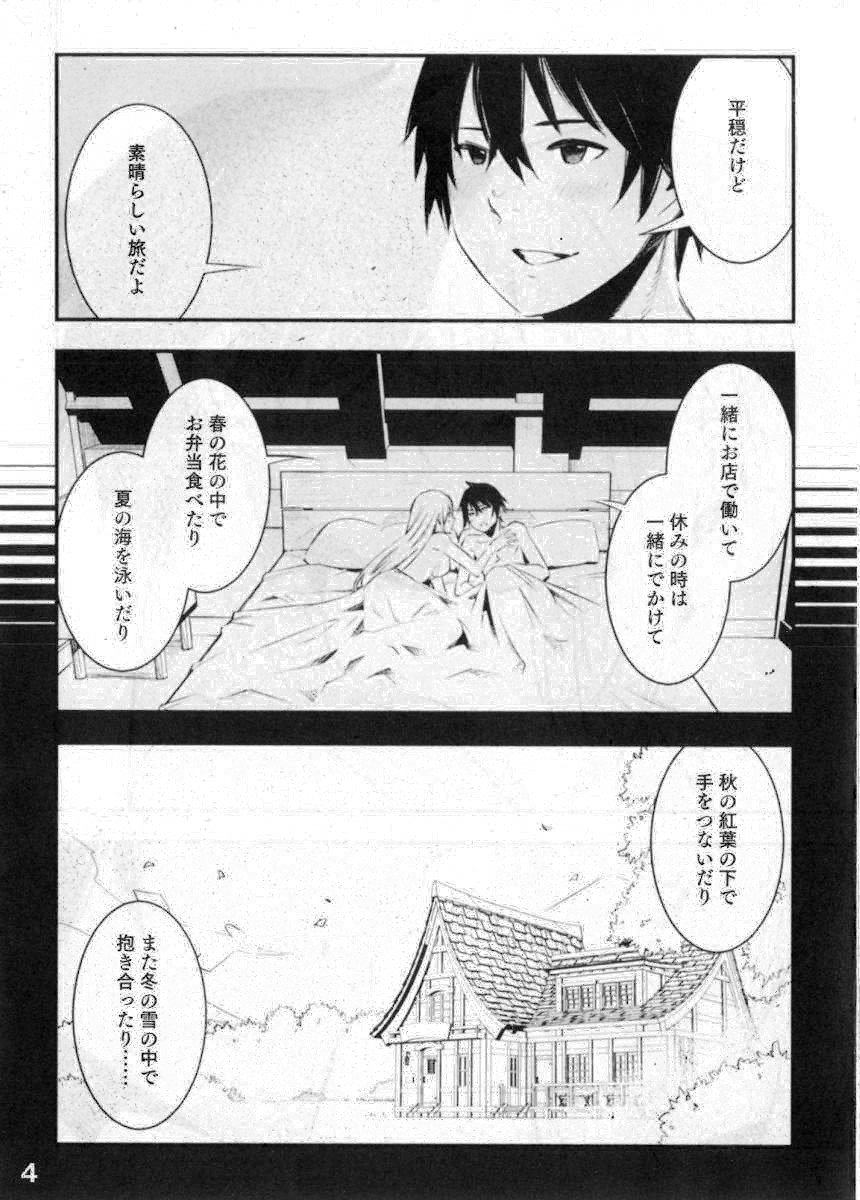 平穏だけど
素晴らしい旅だよ
一緒にお店で働いて
休みの時は
一緒にでかけて
春の花の中で
お弁当食べたり
夏の海を泳いだり
秋の紅葉の下で
手をつないだり
また冬の雪の中で
抱き合ったり……
4